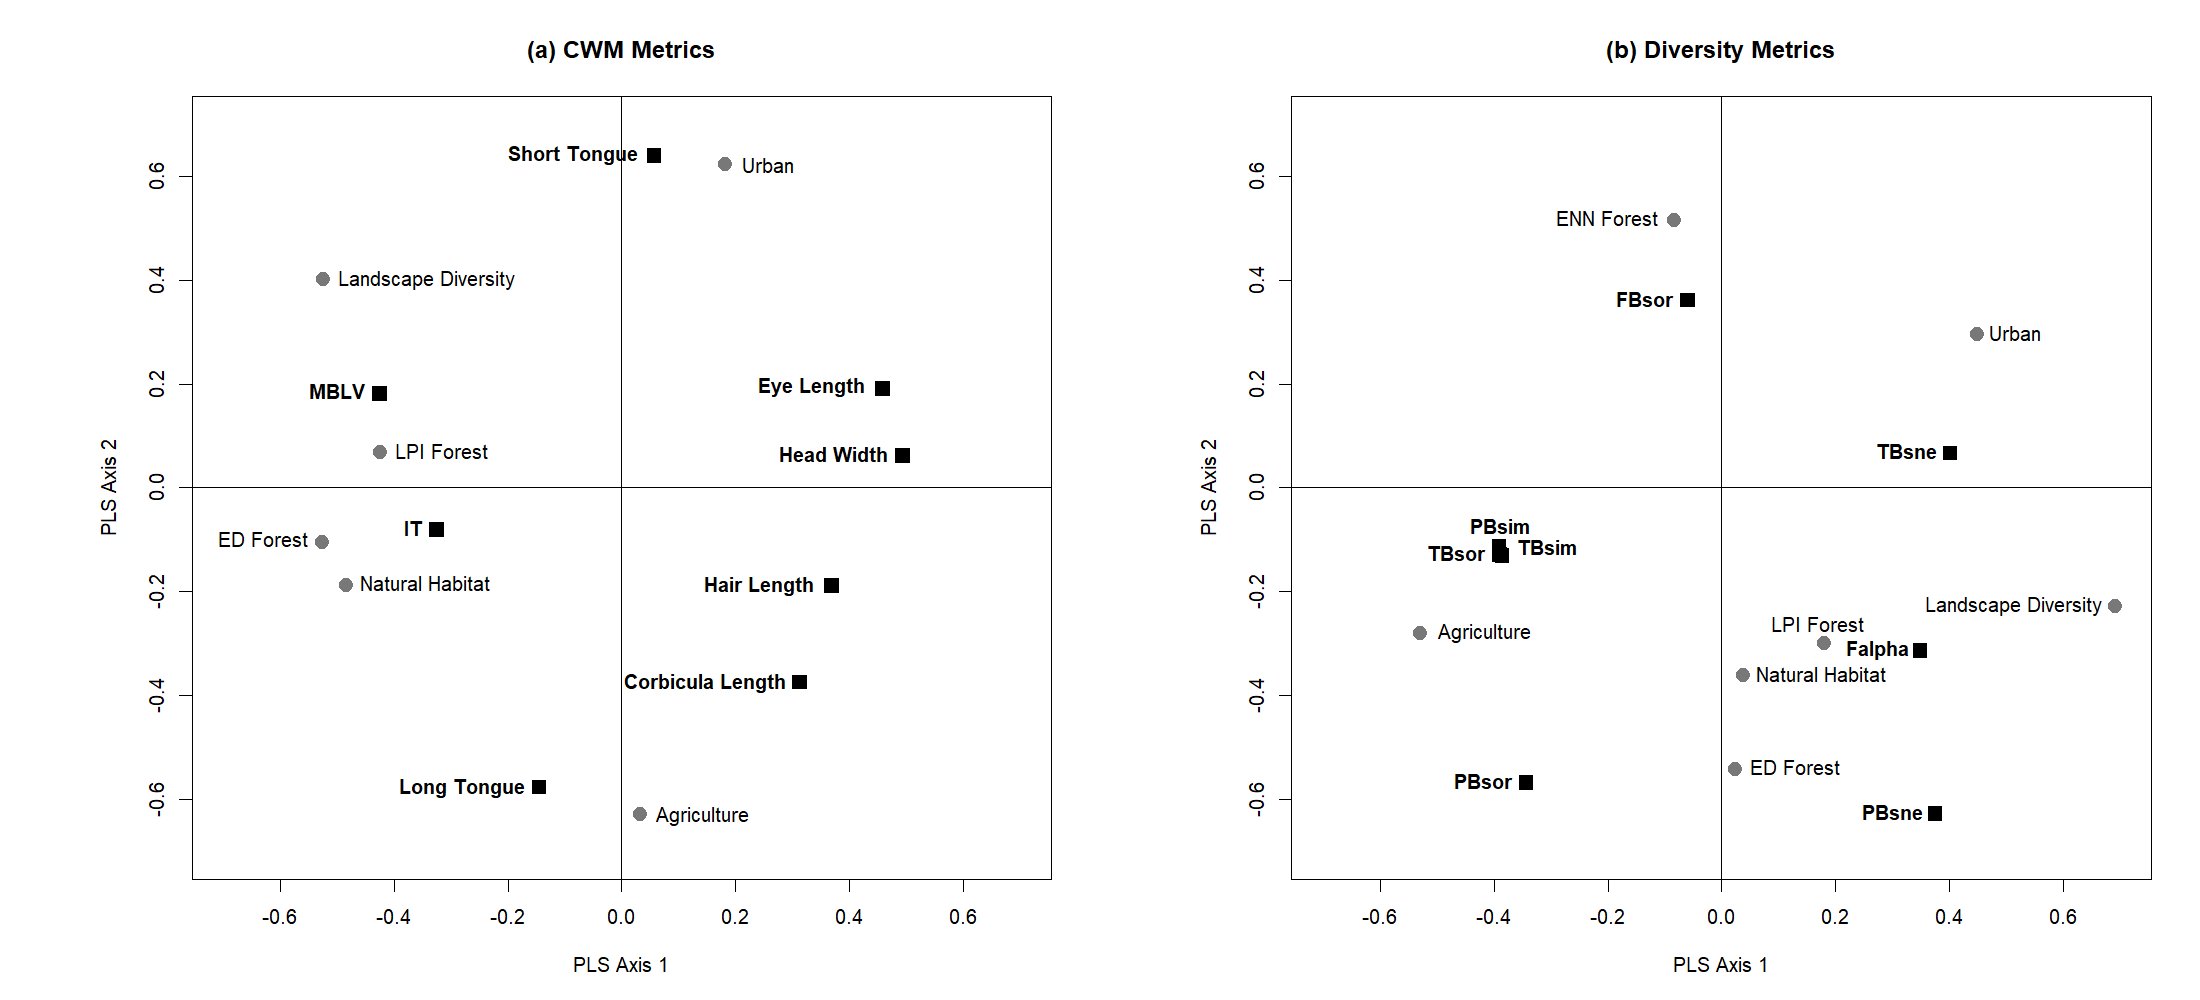 (a) CWM Metrics
Short Tongue
Urban
Landscape Diversity
MBLV
Eye Length
LPI Forest
Head Width
IT
ED Forest
Natural Habitat
Hair Length
Corbicula Length
Long Tongue
Agriculture
PLS Axis 2
0.6
0.4
0.2
0.0
-0.2
-0.4
-0.6
-0.6
-0.4
-0.2
0.0
0.2
0.4
0.6
PLS Axis 1
(b) Diversity Metrics
ENN Forest
FBsor
Urban
TBsne
PBsim
TBsor
TBsim
Agriculture
Landscape Diversity
LPI Forest
Falpha
Natural Habitat
ED Forest
PBsor
PBsne
PLS Axis 2
0.6
0.4
0.2
0.0
-0.2
-0.4
-0.6
-0.6
-0.4
-0.2
0.0
0.2
0.4
0.6
PLS Axis 1